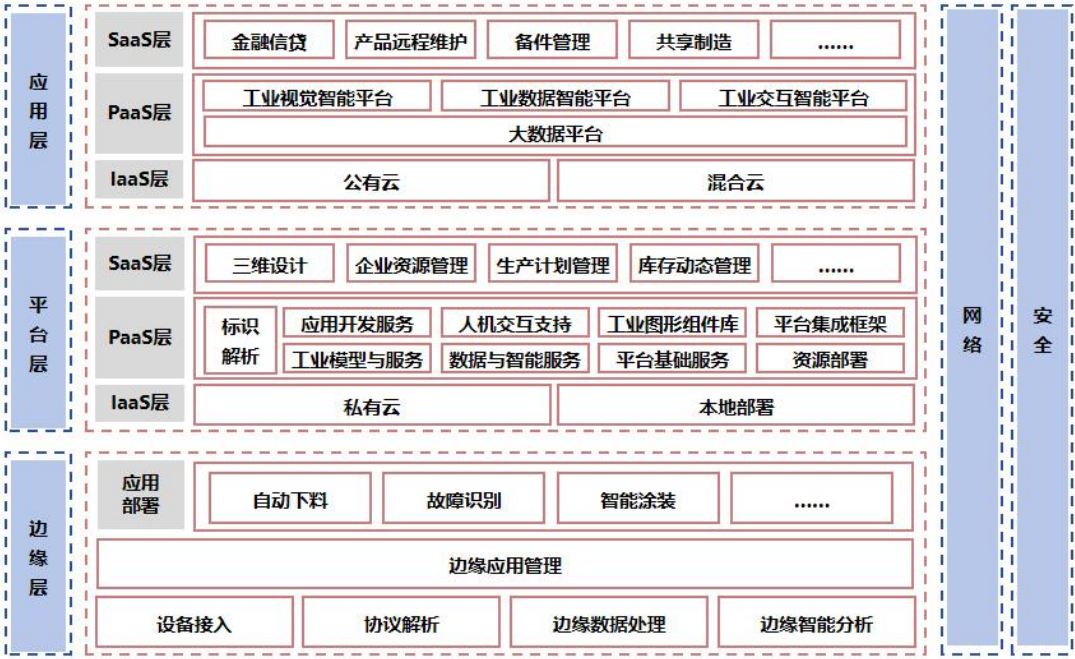 应用层
SaaS层
金融信贷
产品远程维护
备件管理
共享制造
......
PaaS层
工业视觉智能平台
工业数据智能平台
工业交互智能平台
大数据平台
IaaS层
公有云
混合云
平台层
SaaS层
三维设计
企业资源管理
生产计划管理
库存动态管理
......
PaaS层
标识
解析
应用开发服务
人机交互支持
工业图形组件库
平台集成框架
工业模型与服务
数据与智能服务
平台基础服务
资源部署
IaaS层
私有云
本地部署
边缘层
应用
部署
自动下料
故障识别
智能涂装
......
边缘应用管理
设备接入
协议解析
边缘数据处理
边缘智能分析
网络
安全